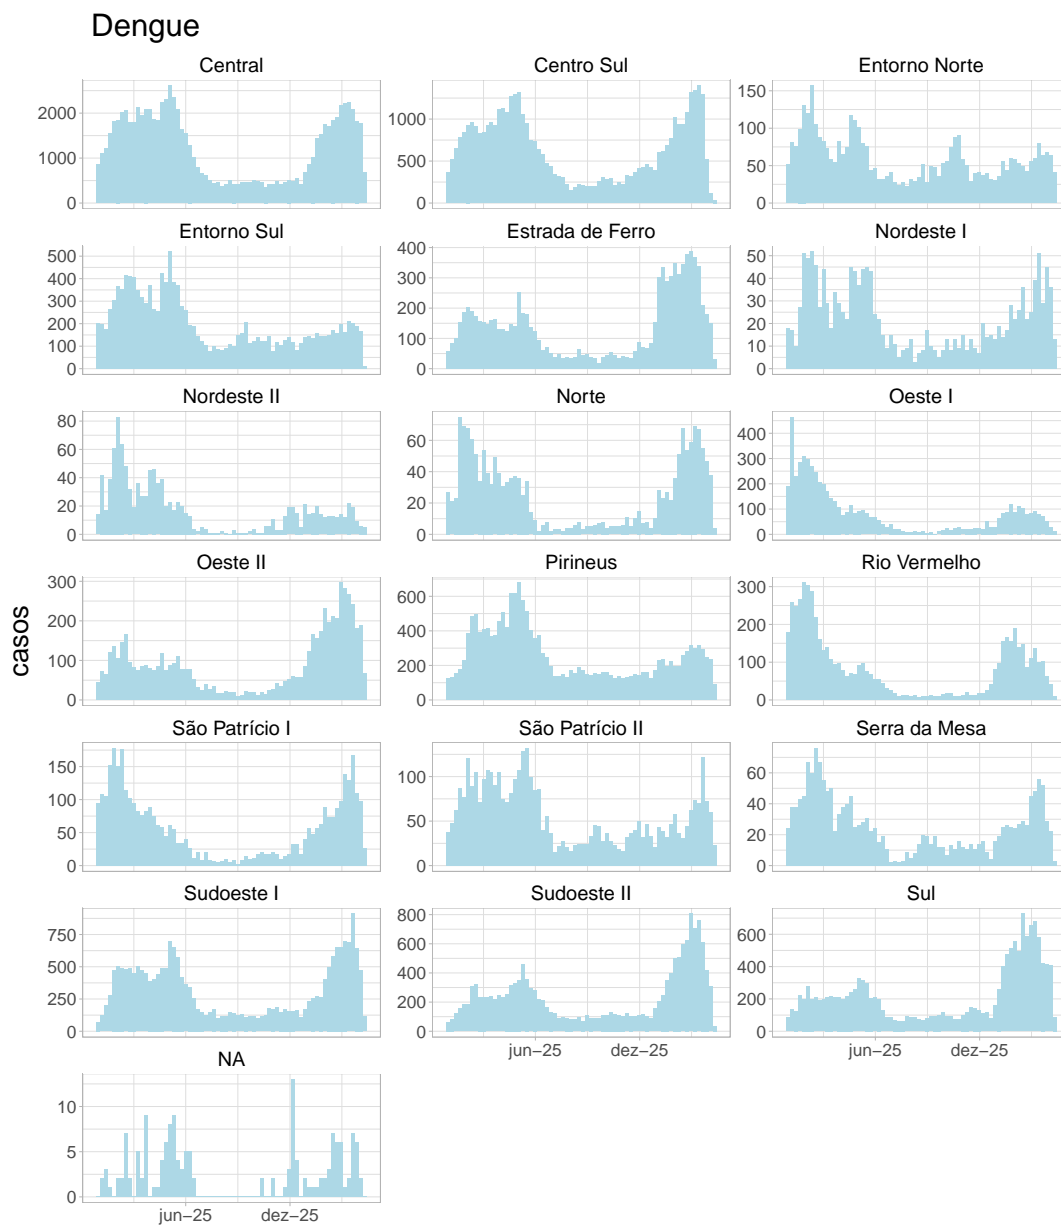 Dengue
Central
Centro Sul
Entorno Norte
2000
1000
0
1000
500
0
150
100
50
0
Entorno Sul
Estrada de Ferro
Nordeste I
500
400
300
200
100
0
400
300
200
100
0
50
40
30
20
10
0
Nordeste II
Norte
Oeste I
80
60
40
20
0
60
40
20
0
400
300
200
100
0
Oeste II
Pirineus
Rio Vermelho
300
200
100
0
600
400
200
0
300
200
100
0
casos
São Patrício I
São Patrício II
Serra da Mesa
150
100
50
0
100
50
0
60
40
20
0
Sudoeste I
Sudoeste II
Sul
750
500
250
0
800
600
400
200
0
600
400
200
0
jun−25
dez−25
jun−25
dez−25
NA
10
5
0
jun−25
dez−25